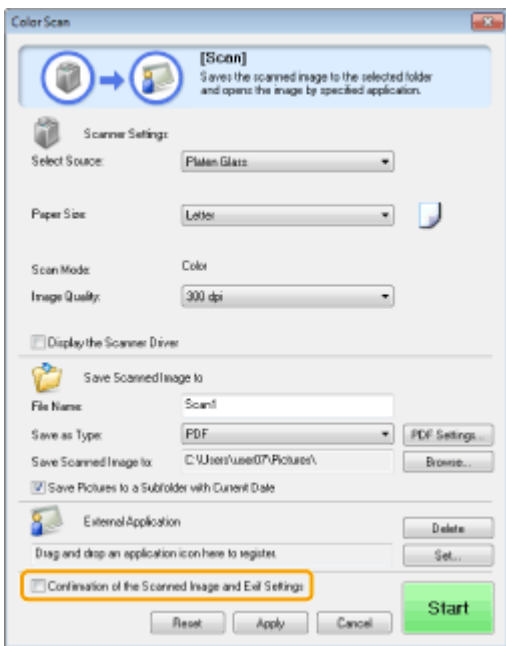 Color Scan
[Scan]
Saves the scanned image to the selected folder
and opens the image by specified application.
Scanner Settings
Select Source: Platen Glass
Paper Size: Letter
Scan Mode: Color
Image Quality: 300 dpi
Display the Scanner Driver
Save Scanned Image to
File Name: Scan1
Save as Type: PDF PDF Settings...
Save Scanned Image to: C:\Users\user07\Pictures\ Browse...
Save Pictures to a Subfolder with Current Date
External Application Delete
Drag and drop an application icon here to register. Set...
Confirmation of the Scanned Image and Exif Settings
Start
Reset Apply Cancel